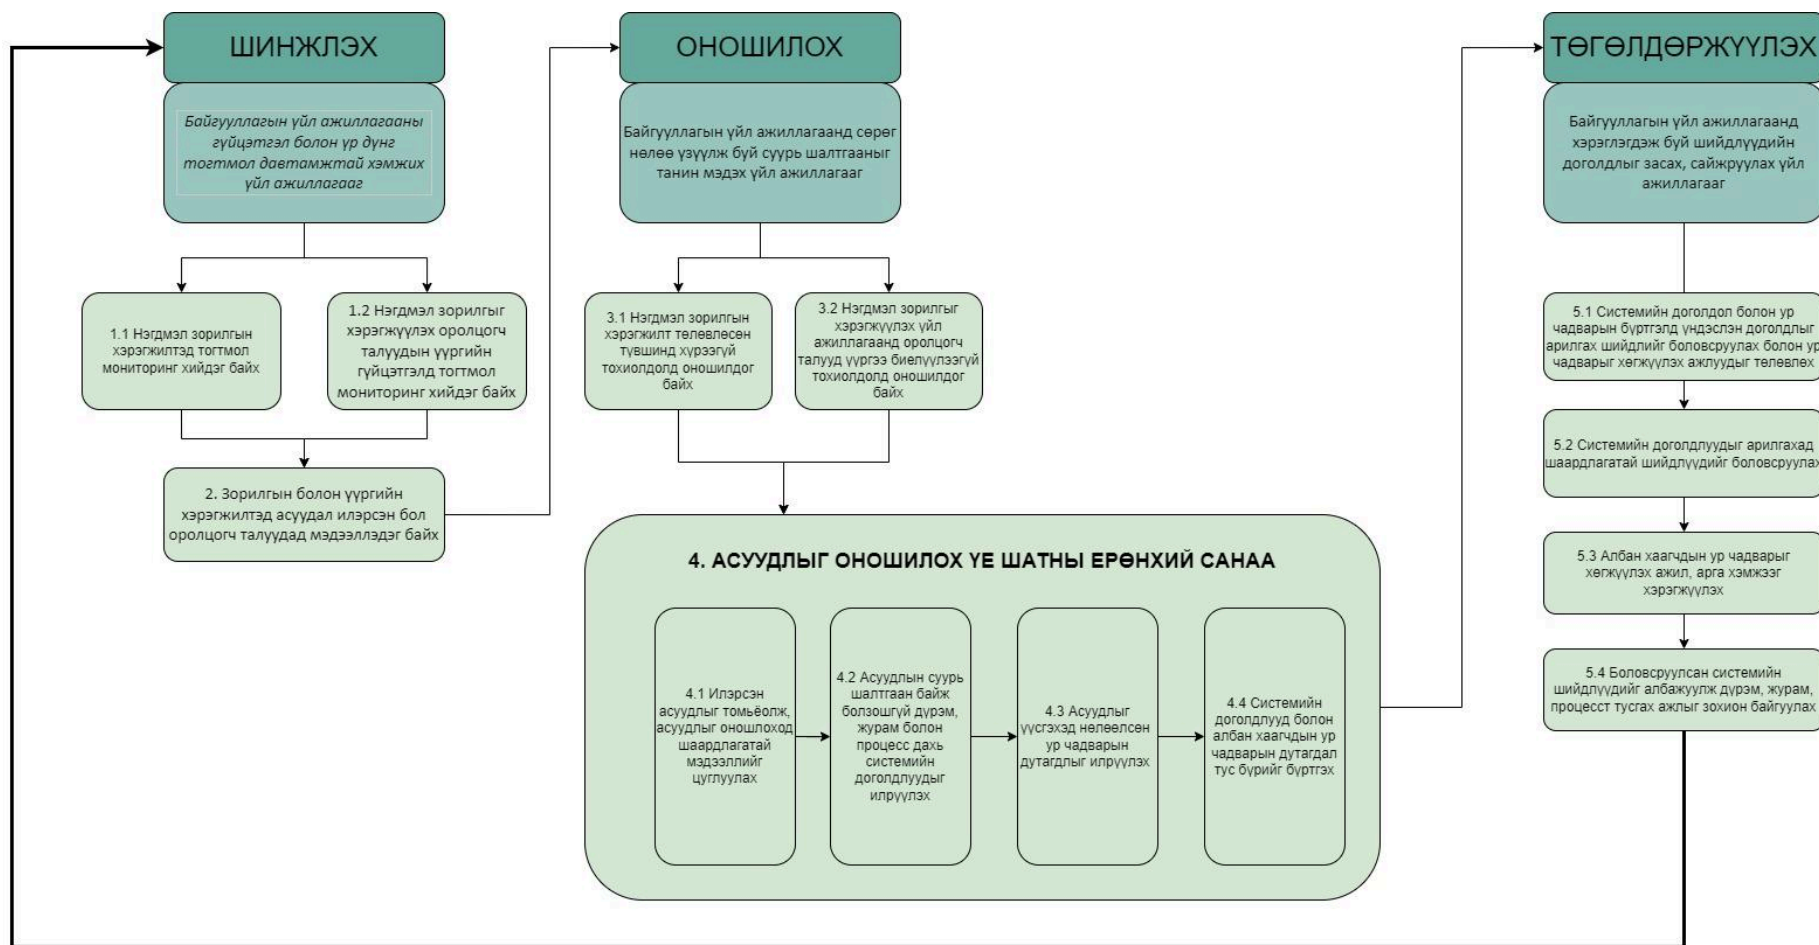 ШИНЖЛЭХ
Байгууллагын үйл ажиллагааны
гүйцэтгэл болон үр дүнг
тогтмол давтамжтай хэмжих
үйл ажиллагааг
1.1 Нэгдмэл зорилгын
хэрэгжилтэд тогтмол
мониторинг хийдэг байх
1.2 Нэгдмэл зорилгыг
хэрэгжүүлэх оролцогч
талуудын үүргийн
гүйцэтгэлд тогтмол
мониторинг хийдэг байх
2. Зорилгын болон үүргийн
хэрэгжилтэд асуудал илэрсэн бол
оролцогч талуудад мэдээллэдэг байх
ОНОШИЛОХ
Байгууллагын үйл ажиллагаанд сөрөг
нөлөө үзүүлж буй суурь шалтгааныг
танин мэдэх үйл ажиллагааг
3.1 Нэгдмэл зорилгын
хэрэгжилт төлөвлөсөн
түвшинд хүрээгүй
тохиолдолд оношилдог
байх
3.2 Нэгдмэл зорилгыг
хэрэгжүүлэх үйл
ажиллагаанд оролцогч
талууд үүргээ биелүүлээгүй
тохиолдолд оношилдог
байх
4. АСУУДЛЫГ ОНОШИЛОХ ҮЕ ШАТНЫ ЕРӨНХИЙ САНАА
4.1 Илэрсэн
асуудлыг томьёолж,
асуудлыг оношлоход
шаардлагатай
мэдээллийг
цуглуулах
4.2 Асуудлын суурь
шалтгаан байж
болзошгүй дүрэм,
журам болон
процесс дахь
системийн
доголдлуудыг
илрүүлэх
4.3 Асуудлыг
үүсгэхэд нөлөөлсөн
ур чадварын
дутагдлыг илрүүлэх
4.4 Системийн
доголдлууд болон
албан хаагчдын ур
чадварын дутагдал
тус бүрийг бүртгэх
ТӨГӨЛДӨРЖҮҮЛЭХ
Байгууллагын үйл ажиллагаанд
хэрэглэгдэж буй шийдлүүдийн
доголдлыг засах, сайжруулах үйл
ажиллагааг
5.1 Системийн доголдол болон ур
чадварын бүртгэлд үндэслэн доголдлыг
арилгах шийдлийг боловсруулах болон ур
чадварыг хөгжүүлэх ажлуудыг төлөвлөх
5.2 Системийн доголдлуудыг арилгахад
шаардлагатай шийдлүүдийг боловсруулах
5.3 Албан хаагчдын ур чадварыг
хөгжүүлэх ажил, арга хэмжээг
хэрэгжүүлэх
5.4 Боловсруулсан системийн
шийдлүүдийг албажуулж дүрэм, журам,
процесст тусгах ажлыг зохион байгуулах